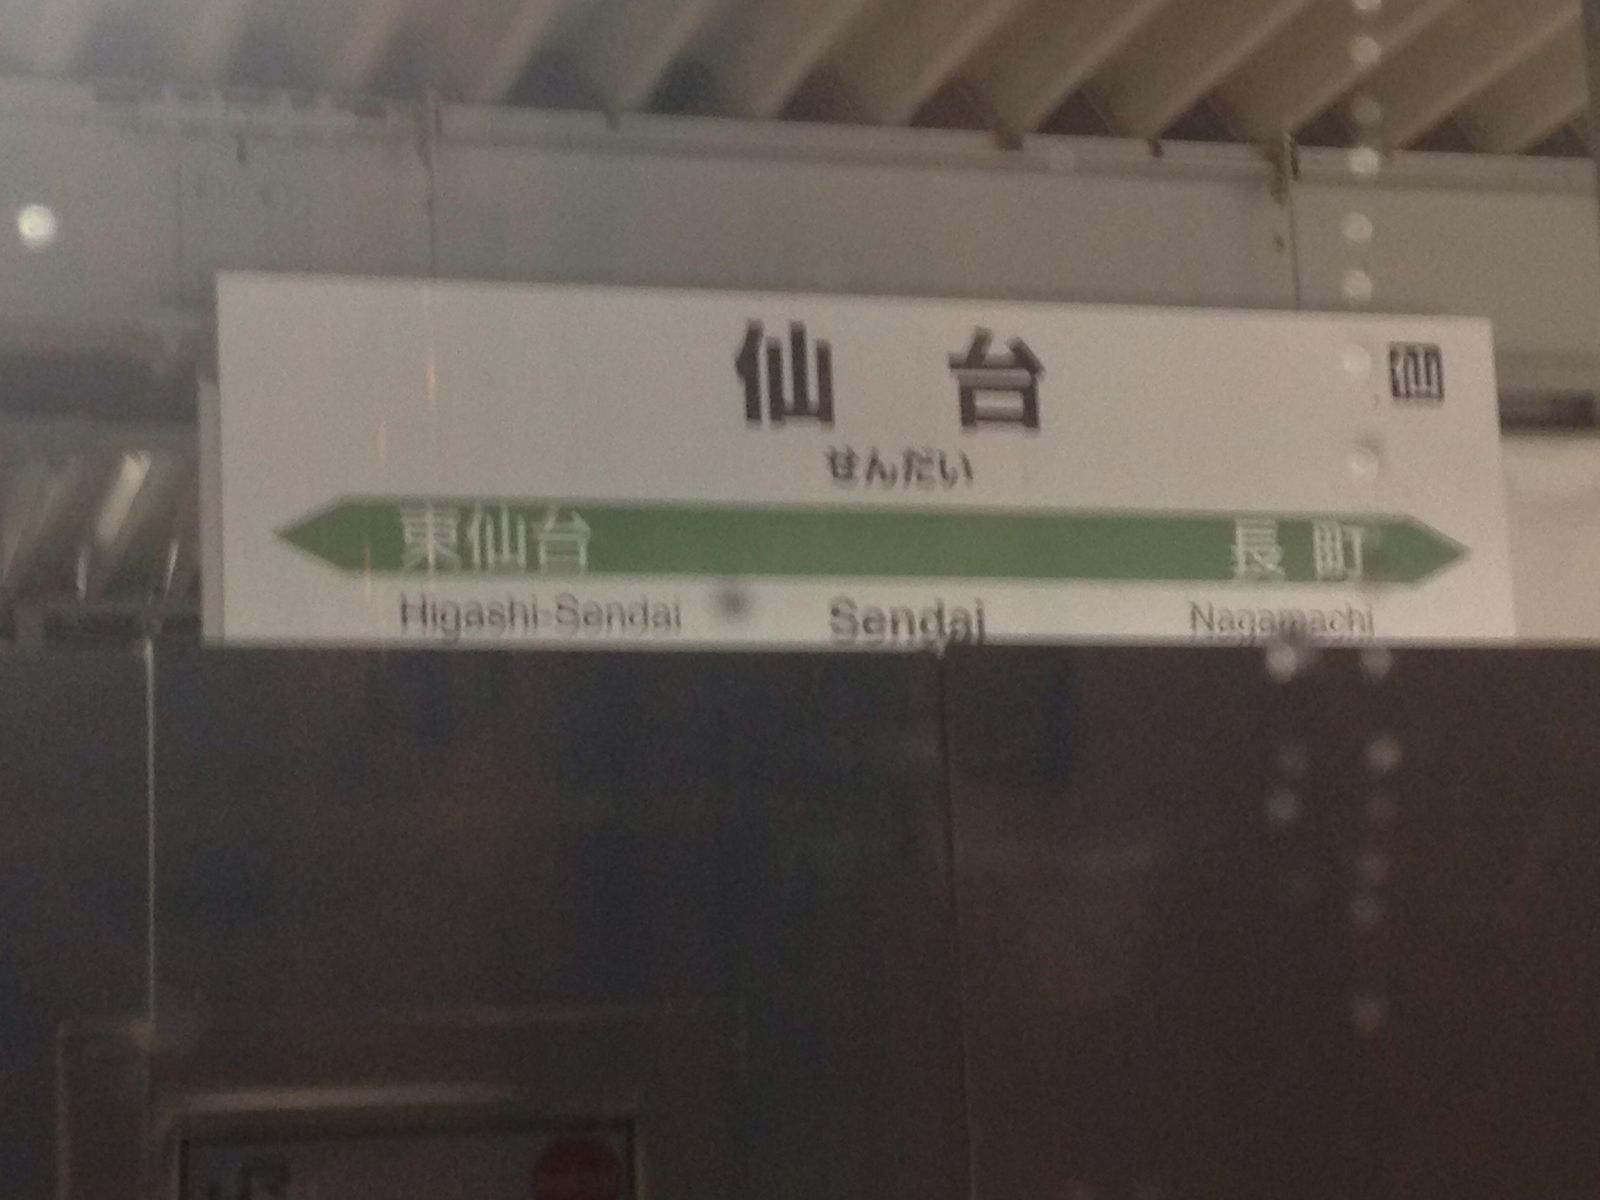 仙台
仙
せんだい
東仙台 長町
Higashi-Sendai Sendai Nagamachi